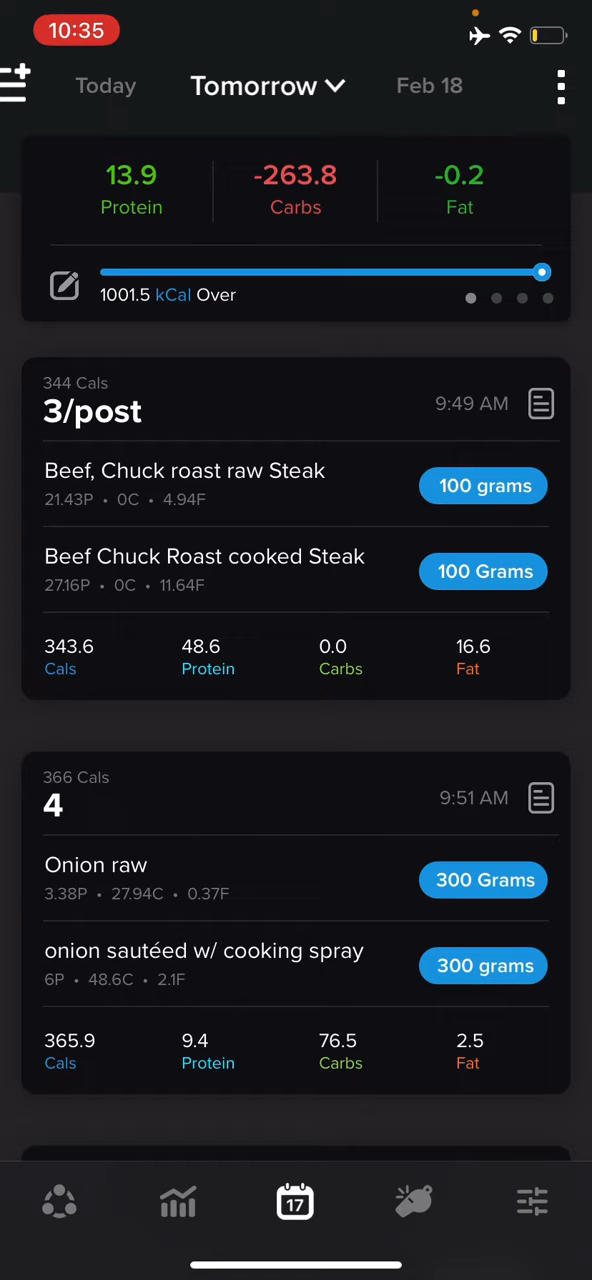 10:35
Today Tomorrow Feb 18
13.9 -263.8 -0.2
Protein Carbs Fat
1001.5 kCal Over
344 Cals
3/post 9:49 AM
Beef, Chuck roast raw Steak
21.43P • 0C • 4.94F
100 grams
Beef Chuck Roast cooked Steak
27.16P • 0C • 11.64F
100 Grams
343.6 48.6 0.0 16.6
Cals Protein Carbs Fat
366 Cals
4 9:51 AM
Onion raw
3.38P • 27.94C • 0.37F
300 Grams
onion sautéed w/ cooking spray
6P • 48.6C • 2.1F
300 grams
365.9 9.4 76.5 2.5
Cals Protein Carbs Fat
17